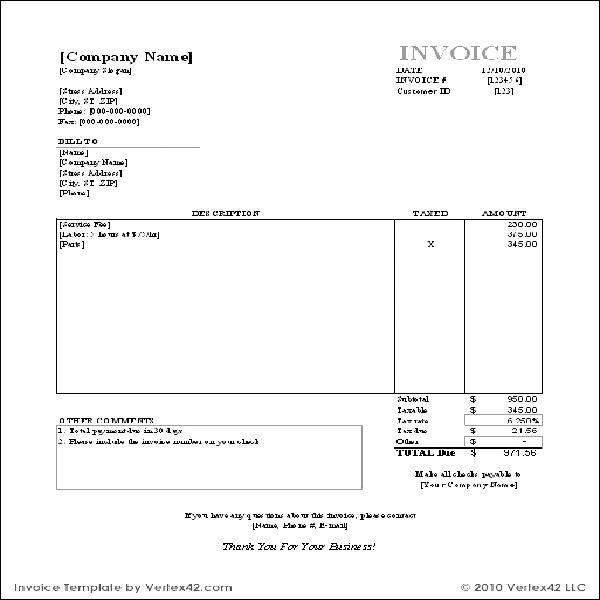 [Company Name]
INVOICE
[Company Slogan]
DATE 12/10/2010
INVOICE # [123456]
[Street Address]
Customer ID [123]
[City, ST ZIP]
Phone: [000-000-0000]
Fax: [000-000-0000]
BILL TO
[Name]
[Company Name]
[Street Address]
[City, ST ZIP]
[Phone]
DESCRIPTION TAXED AMOUNT
[Service Fee] 230.00
[Labor: 5 hours at $75/hr] 375.00
[Parts] X 345.00
Subtotal $ 950.00
Taxable $ 345.00
Tax rate 6.250%
Tax due $ 21.56
Other $ -
TOTAL Due $ 971.56
OTHER COMMENTS
1. Total payment due in 30 days
2. Please include the invoice number on your check
Make all checks payable to
[Your Company Name]
If you have any questions about this invoice, please contact
[Name, Phone #, E-mail]
Thank You For Your Business!
Invoice Template by Vertex42.com
© 2010 Vertex42 LLC